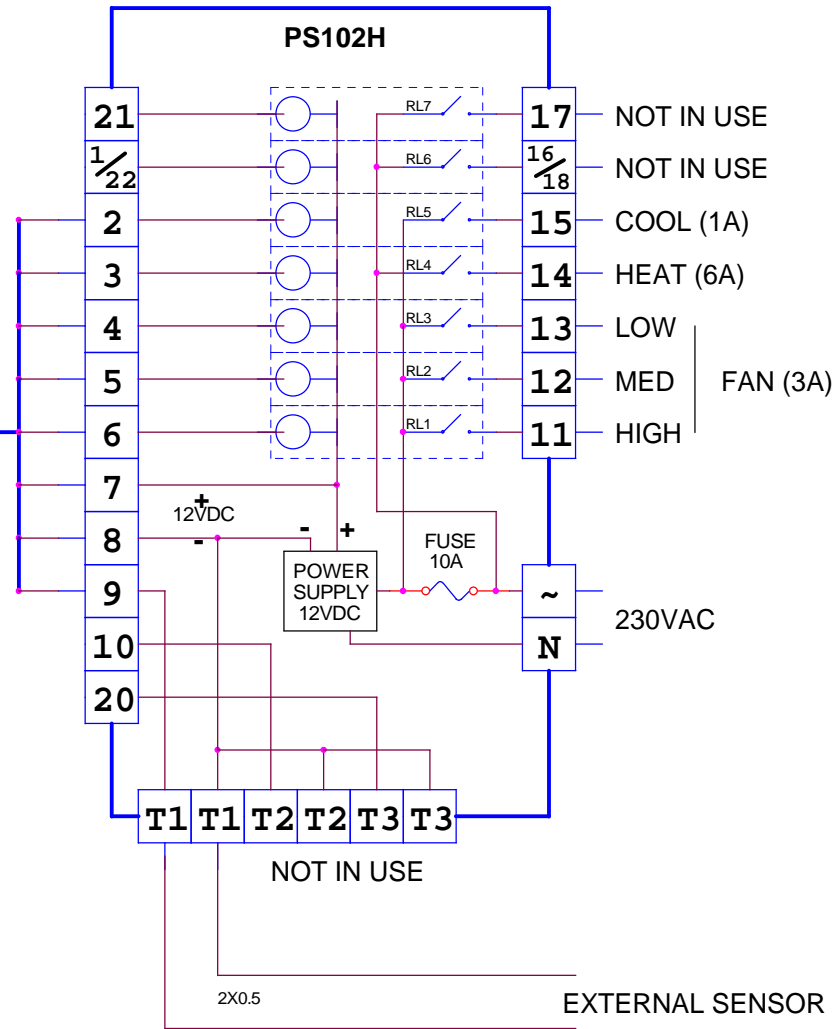 PS102H
21 RL7 17 NOT IN USE
1/22 RL6 16/18 NOT IN USE
2 RL5 15 COOL (1A)
3 RL4 14 HEAT (6A)
4 RL3 13 LOW
5 RL2 12 MED FAN (3A)
6 RL1 11 HIGH
7
+
12VDC
-
8
- +
FUSE
10A
POWER
SUPPLY
12VDC
9 ~
230VAC
10 N
20
T1 T1 T2 T2 T3 T3
NOT IN USE
2X0.5
EXTERNAL SENSOR